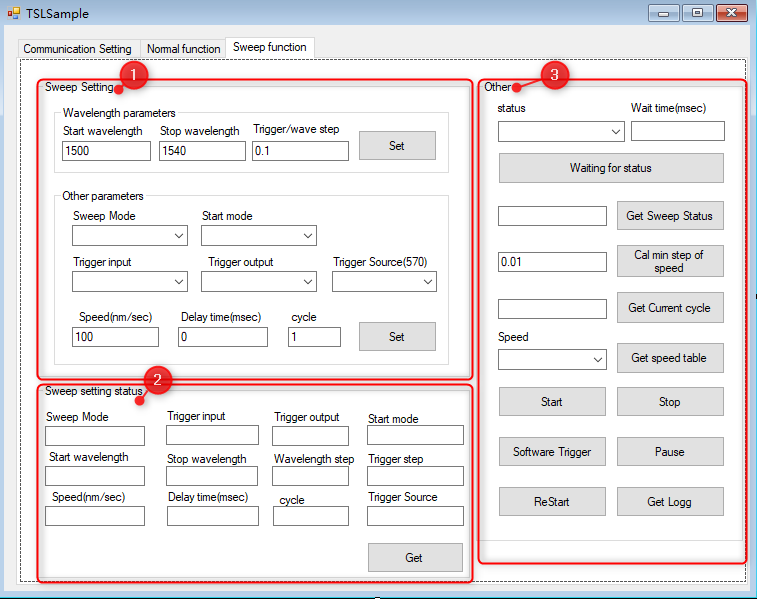 TSLSample
Communication Setting Normal function Sweep function
1
Sweep Setting
Wavelength parameters
Start wavelength Stop wavelength Trigger/wave step
1500 1540 0.1 Set
Other parameters
Sweep Mode Start mode
Trigger input Trigger output Trigger Source(570)
Speed(nm/sec) Delay time(msec) cycle
100 0 1 Set
2
Sweep setting status
Sweep Mode Trigger input Trigger output Start mode
Start wavelength Stop wavelength Wavelength step Trigger step
Speed(nm/sec) Delay time(msec) cycle Trigger Source
Get
3
Other
status Wait time(msec)
Waiting for status
Get Sweep Status
0.01 Cal min step of
speed
Get Current cycle
Speed
Get speed table
Start Stop
Software Trigger Pause
ReStart Get Logg